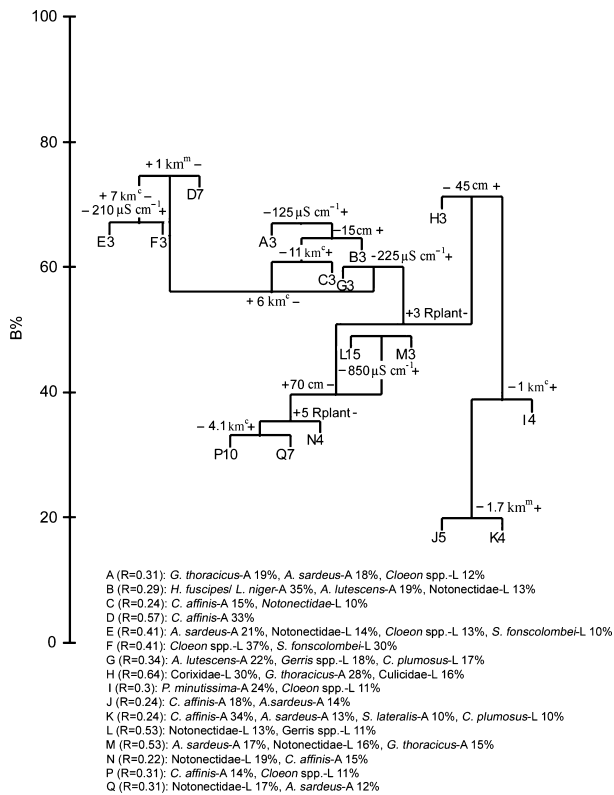 100
80
60
40
20
0
B%
+ 1 kmᵐ –
D7
+ 7 kmᶜ –
– 210 µS cm⁻¹+
E3
F3
–125 µS cm⁻¹+
A3
–15cm +
B3
–11 kmᶜ+
C3
-225 µS cm⁻¹+
G3
+ 6 kmᶜ –
– 45 cm +
H3
+3 Rplant-
L15
M3
–850 µS cm⁻¹+
+70 cm –
+5 Rplant-
N4
– 4.1 kmᶜ+
P10
Q7
– 1 kmᶜ+
I 4
– 1.7 kmᵐ+
J5
K4
A (R=0.31): G. thoracicus-A 19%, A. sardeus-A 18%, Cloeon spp.-L 12%
B (R=0.29): H. fuscipes/ L. niger-A 35%, A. lutescens-A 19%, Notonectidae-L 13%
C (R=0.24): C. affinis-A 15%, Notonectidae-L 10%
D (R=0.57): C. affinis-A 33%
E (R=0.41): A. sardeus-A 21%, Notonectidae-L 14%, Cloeon spp.-L 13%, S. fonscolombei-L 10%
F (R=0.41): Cloeon spp.-L 37%, S. fonscolombei-L 30%
G (R=0.34): A. lutescens-A 22%, Gerris spp.-L 18%, C. plumosus-L 17%
H (R=0.64): Corixidae-L 30%, G. thoracicus-A 28%, Culicidae-L 16%
I (R=0.3): P. minutissima-A 24%, Cloeon spp.-L 11%
J (R=0.24): C. affinis-A 18%, A.sardeus-A 14%
K (R=0.24): C. affinis-A 34%, A. sardeus-A 13%, S. lateralis-A 10%, C. plumosus-L 10%
L (R=0.53): Notonectidae-L 13%, Gerris spp.-L 11%
M (R=0.53): A. sardeus-A 17%, Notonectidae-L 16%, G. thoracicus-A 15%
N (R=0.22): Notonectidae-L 19%, C. affinis-A 15%
P (R=0.31): C. affinis-A 14%, Cloeon spp.-L 11%
Q (R=0.31): Notonectidae-L 17%, A. sardeus-A 12%